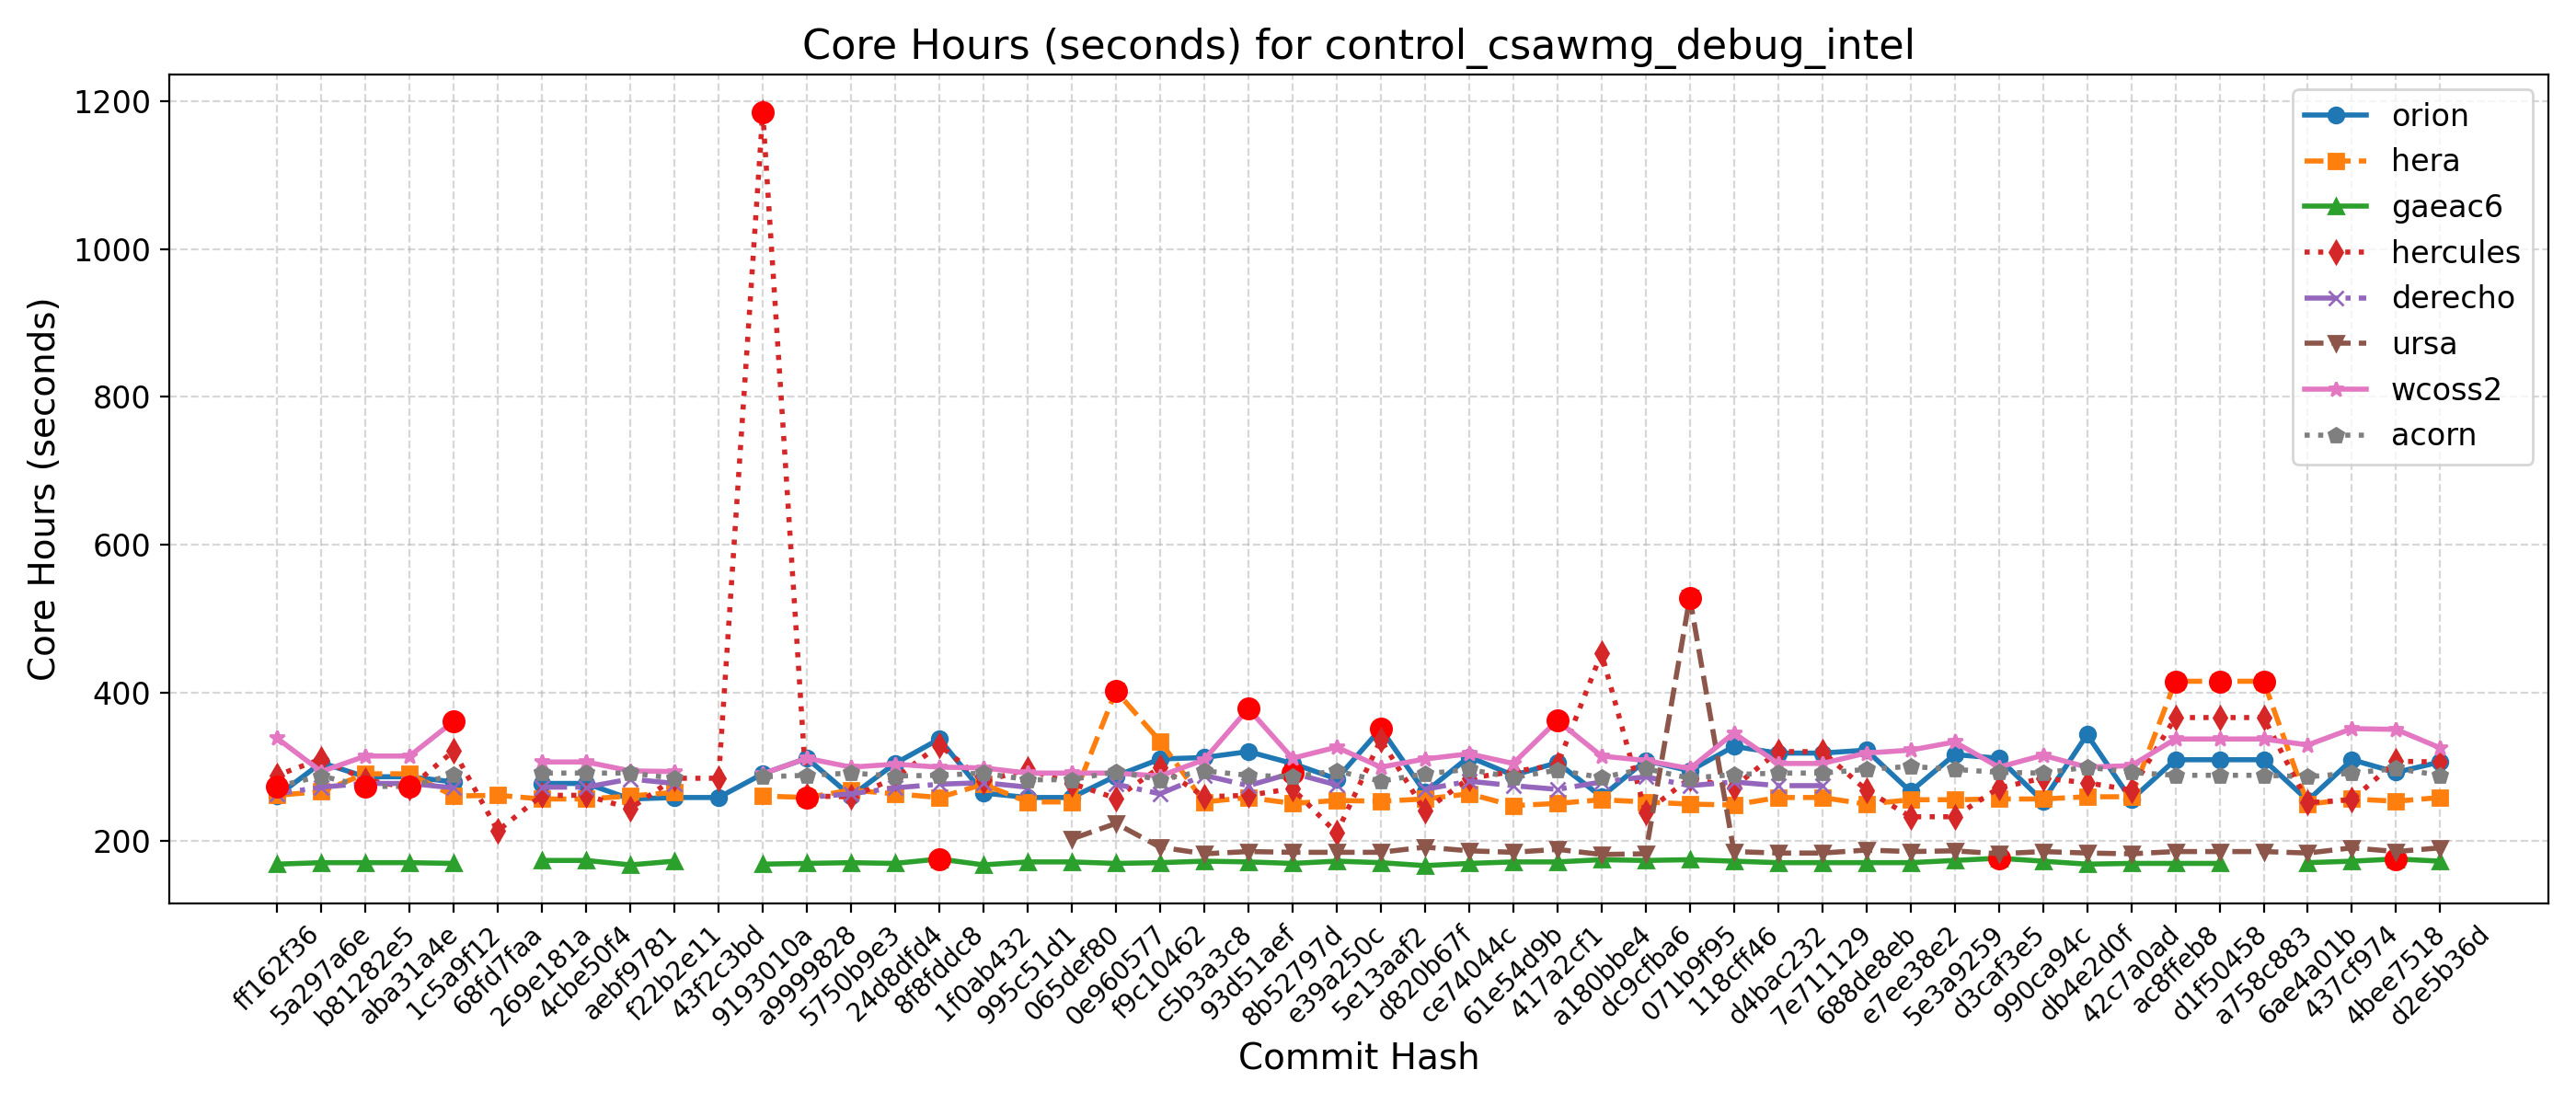 Core Hours (seconds) for control_csawmg_debug_intel
Core Hours (seconds)
1200
1000
800
600
400
200
orion
hera
gaeac6
hercules
derecho
ursa
wcoss2
acorn
ff162f36
5a297a6e
b81282e5
aba31a4e
1c5a9f12
68fd7faa
269e181a
4cbe50f4
aebf9781
f22b2e11
43f2c3bd
9193010a
a9999828
5750b9e3
24d8dfd4
8f8fddc8
1f0ab432
995c51d1
065def80
0e960577
f9c10462
c5b3a3c8
93d51aef
8b52797d
e39a250c
5e13aaf2
d820b67f
ce74044c
61e54d9b
417a2cf1
a180bbe4
dc9cfba6
071b9f95
118cff46
d4bac232
7e711129
688de8eb
e7ee38e2
5e3a9259
d3caf3e5
990ca94c
db4e2d0f
42c7a0ad
ac8ffeb8
d1f50458
a758c883
6ae4a01b
437cf974
4bee7518
d2e5b36d
Commit Hash